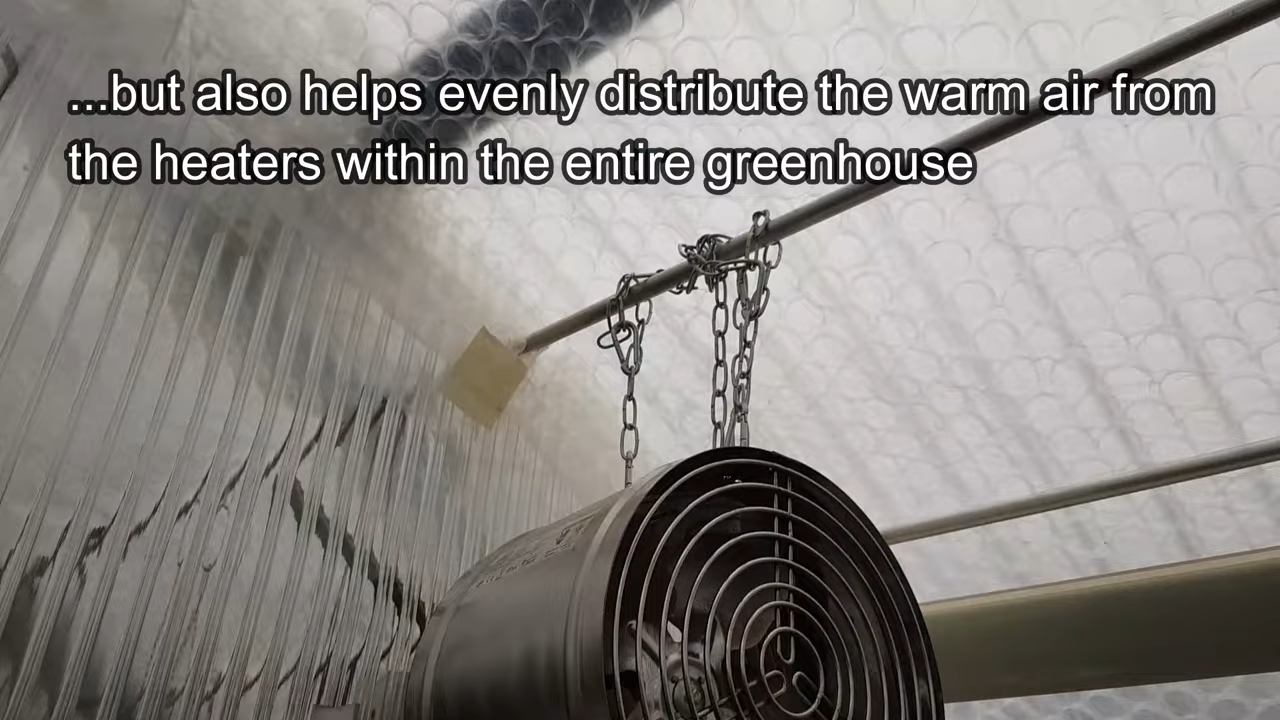 ...but also helps evenly distribute the warm air from
the heaters within the entire greenhouse